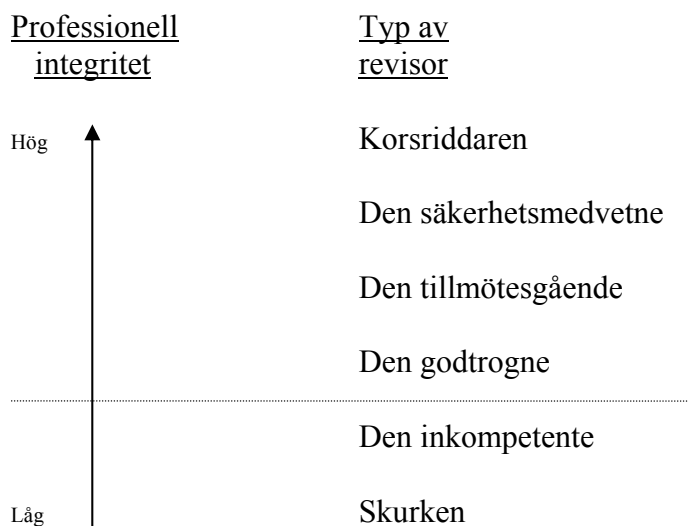 Professionell
integritet
Typ av
revisor
Hög
Korsriddaren
Den säkerhetsmedvetne
Den tillmötesgående
Den godtrogne
Den inkompetente
Låg
Skurken